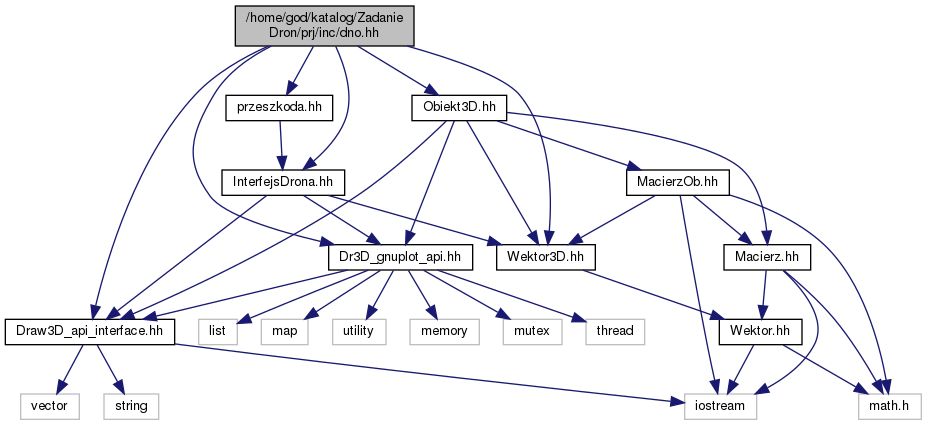 /home/god/katalog/Zadanie
Dron/prj/inc/dno.hh
przeszkoda.hh
Obiekt3D.hh
InterfejsDrona.hh
MacierzOb.hh
Dr3D_gnuplot_api.hh
Wektor3D.hh
Macierz.hh
Draw3D_api_interface.hh
list
map
utility
memory
mutex
thread
Wektor.hh
vector
string
iostream
math.h